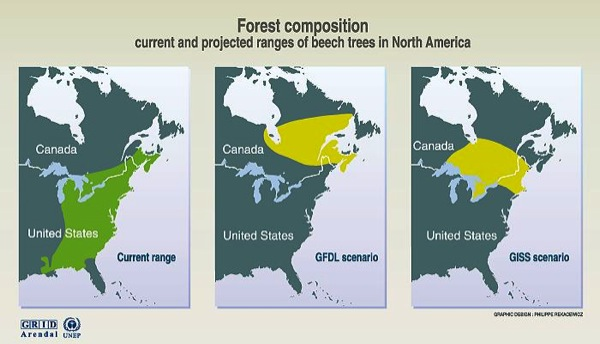 Forest composition
current and projected ranges of beech trees in North America
Canada
United States
Current range
Canada
United States
GFDL scenario
Canada
United States
GISS scenario
GRAPHIC DESIGN : PHILIPPE REKACEWICZ
GRID
Arendal UNEP